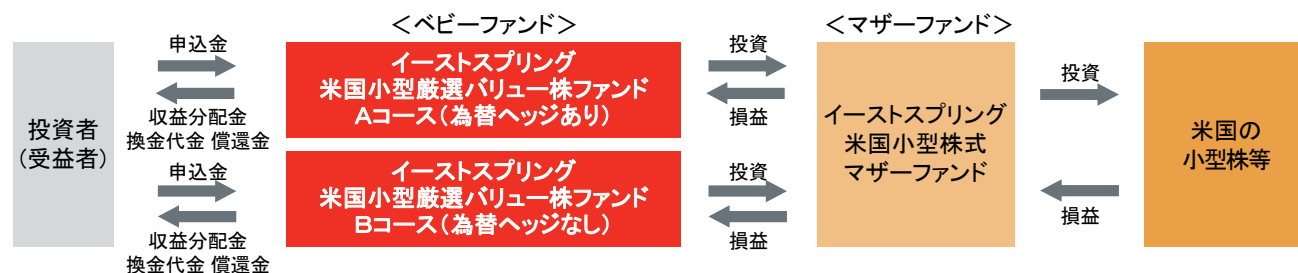 ＜ベビーファンド＞
＜マザーファンド＞
投資者
（受益者）
申込金
収益分配金
換金代金 償還金
イーストスプリング
米国小型厳選バリュー株ファンド
Aコース（為替ヘッジあり）
投資
損益
申込金
収益分配金
換金代金 償還金
イーストスプリング
米国小型厳選バリュー株ファンド
Bコース（為替ヘッジなし）
投資
損益
イーストスプリング
米国小型株式
マザーファンド
投資
損益
米国の
小型株等